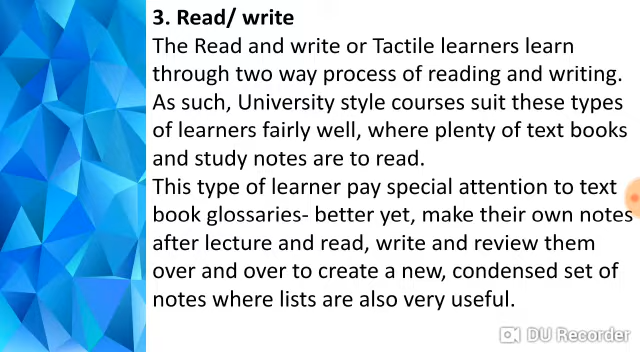 3. Read/ write
The Read and write or Tactile learners learn
through two way process of reading and writing.
As such, University style courses suit these types
of learners fairly well, where plenty of text books
and study notes are to read.
This type of learner pay special attention to text
book glossaries- better yet, make their own notes
after lecture and read, write and review them
over and over to create a new, condensed set of
notes where lists are also very useful.
DU Recorder